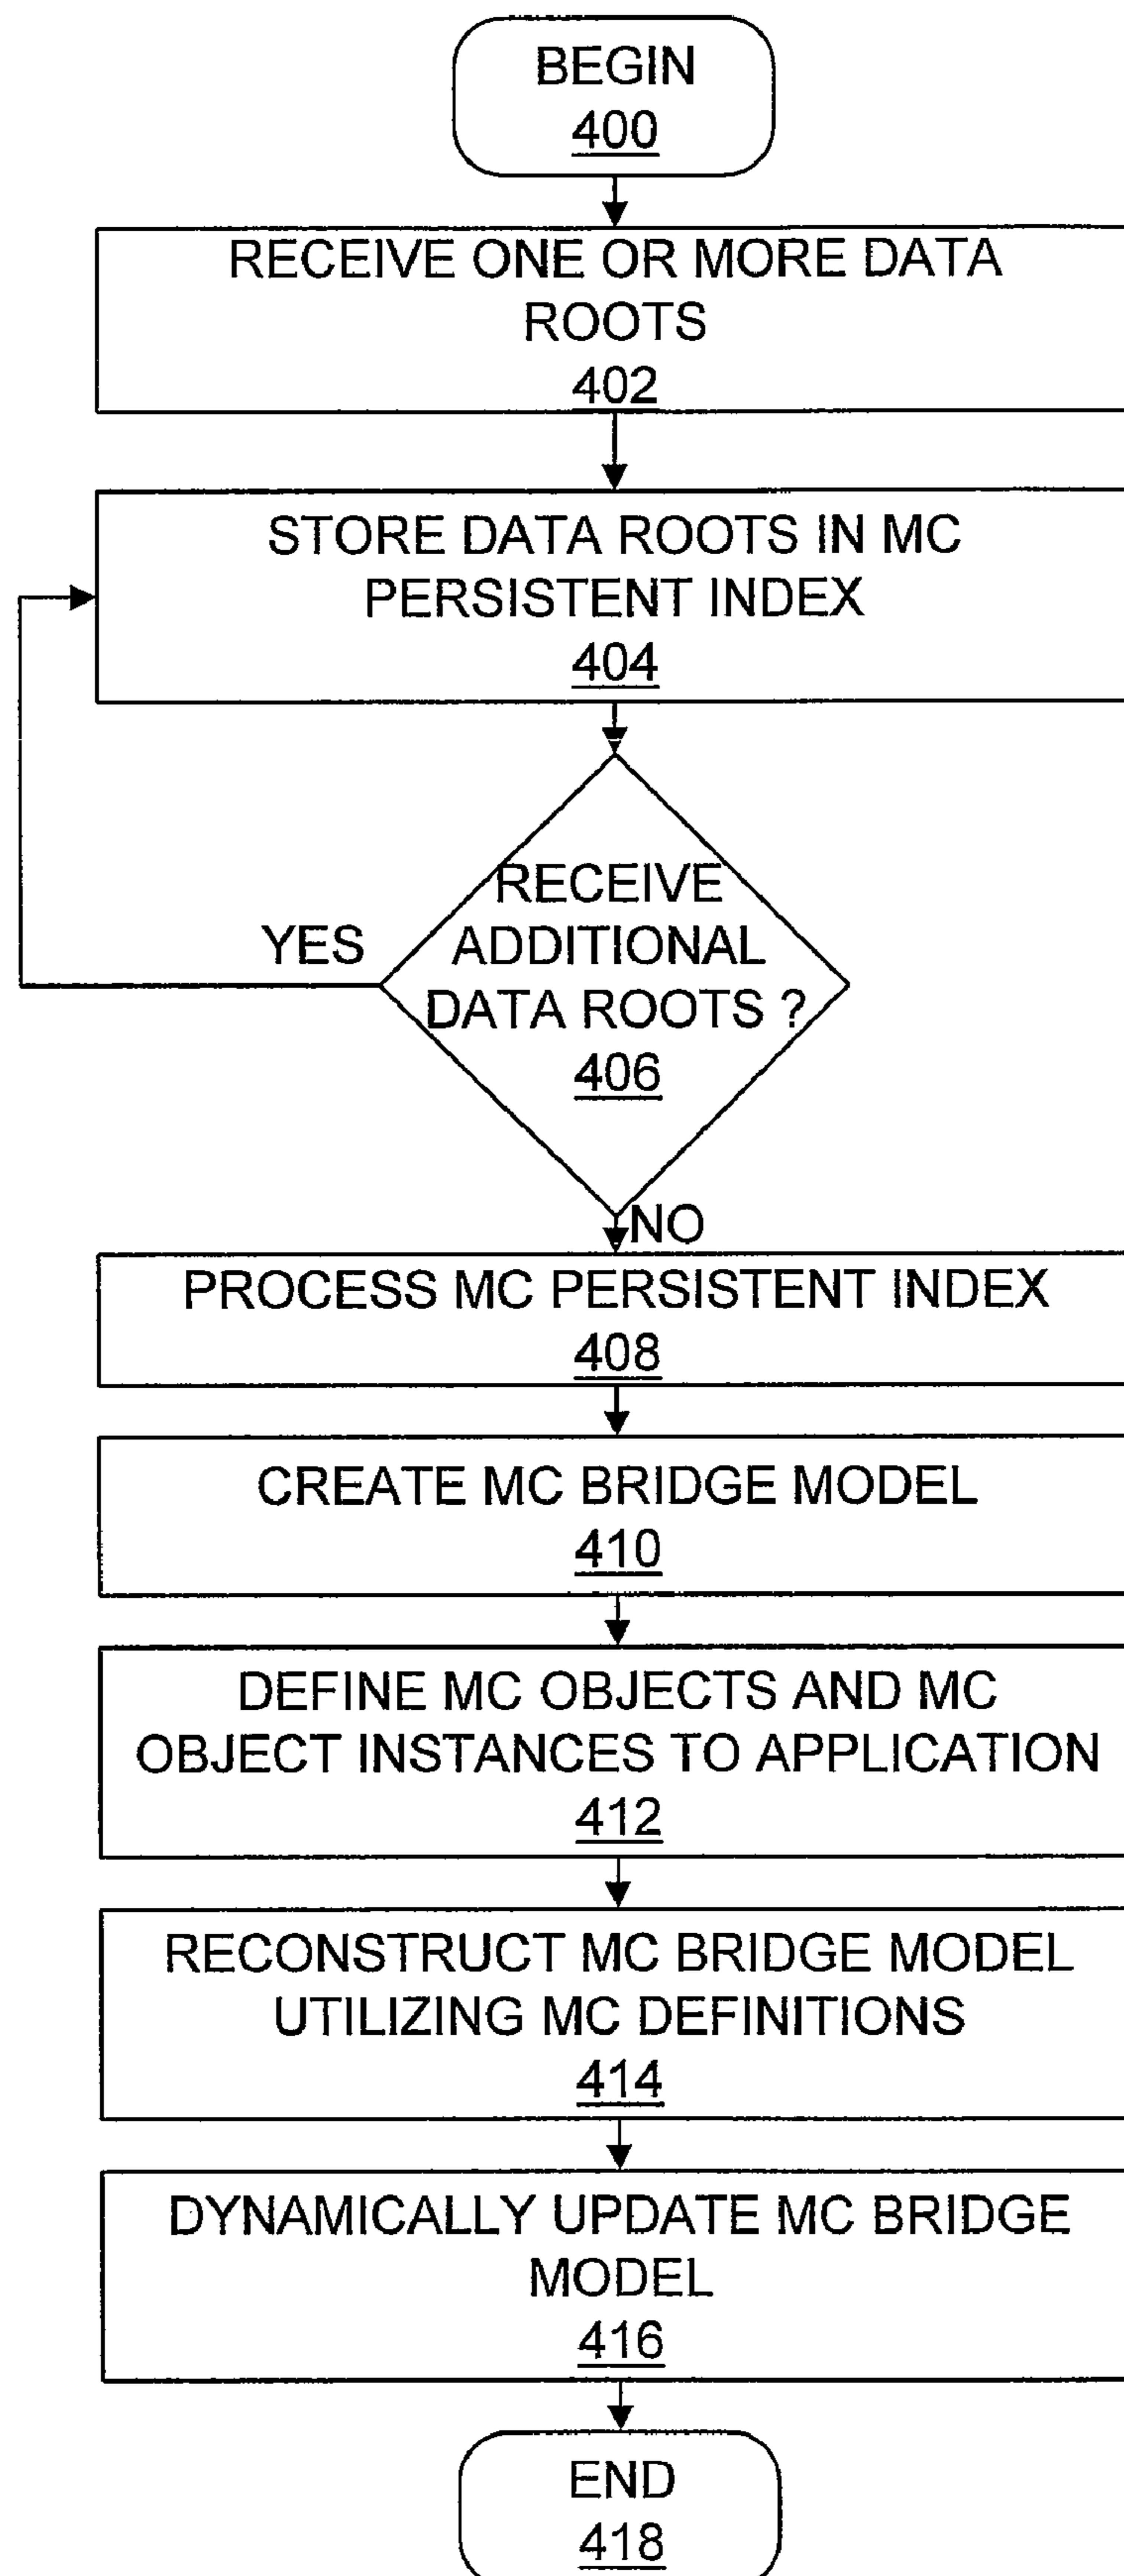 BEGIN
400
RECEIVE ONE OR MORE DATA
ROOTS
402
STORE DATA ROOTS IN MC
PERSISTENT INDEX
404
RECEIVE
ADDITIONAL
DATA ROOTS ?
406
YES
NO
PROCESS MC PERSISTENT INDEX
408
CREATE MC BRIDGE MODEL
410
DEFINE MC OBJECTS AND MC
OBJECT INSTANCES TO APPLICATION
412
RECONSTRUCT MC BRIDGE MODEL
UTILIZING MC DEFINITIONS
414
DYNAMICALLY UPDATE MC BRIDGE
MODEL
416
END
418